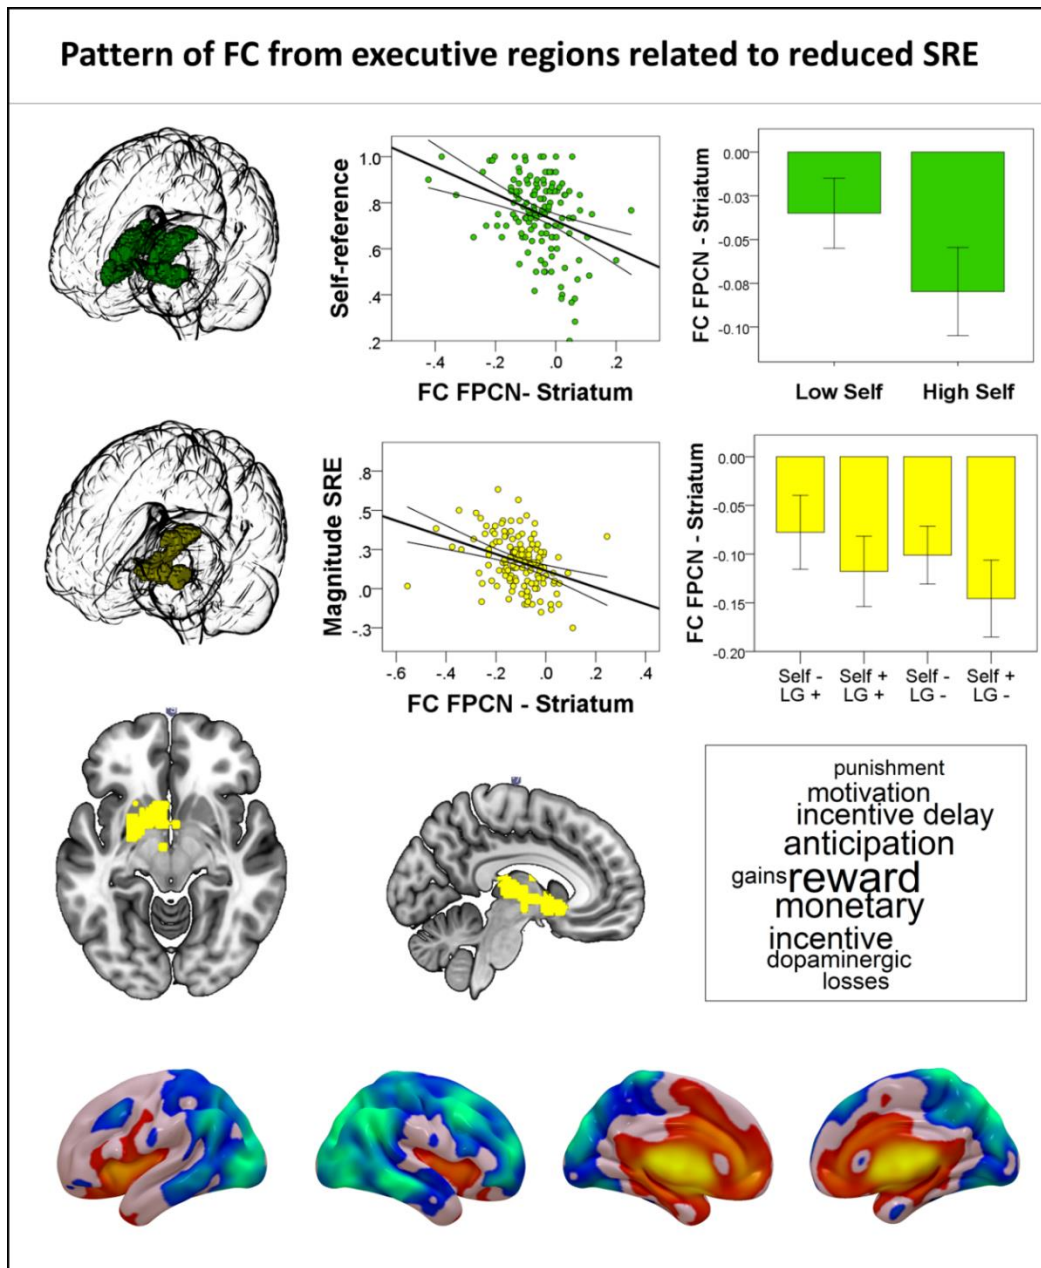 Pattern of FC from executive regions related to reduced SRE
Self-reference
1.0
.8
.6
.4
.2
-.4
-.2
.0
.2
FC FPCN- Striatum
FC FPCN - Striatum
0.00
-0.03
-0.05
-0.08
-0.10
Low Self
High Self
Magnitude SRE
.8
.5
.3
.0
-.3
-.6
-.4
-.2
.0
.2
.4
FC FPCN - Striatum
FC FPCN - Striatum
0.00
-0.05
-0.10
-0.15
-0.20
Self - Self + Self - Self +
LG + LG + LG - LG -
punishment
motivation
incentive delay
anticipation
gains reward
monetary
incentive
dopaminergic
losses